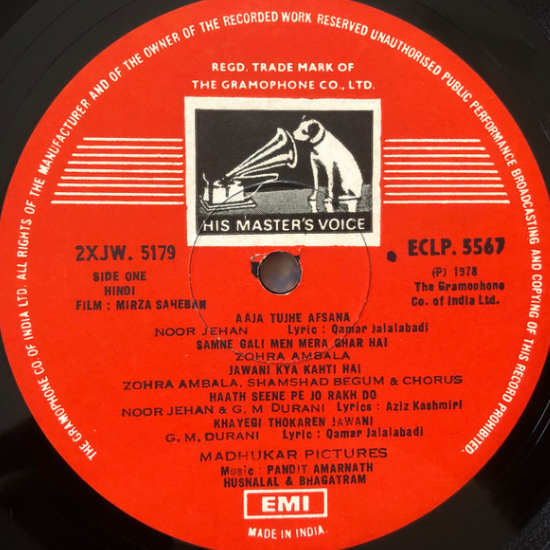 THE GRAMOPHONE CO. OF INDIA LTD. ALL RIGHTS OF THE MANUFACTURER AND OF THE OWNER OF THE RECORDED WORK RESERVED UNAUTHORISED PUBLIC PERFORMANCE BROADCASTING AND COPYING OF THIS RECORD PROHIBITED.
REGD. TRADE MARK OF
THE GRAMOPHONE CO., LTD.
HIS MASTER'S VOICE
2XJW. 5179
ECLP. 5567
SIDE ONE
HINDI
FILM : MIRZA SAHEBAN
(P) 1978
The Gramophone
Co. of India Ltd.
AAJA TUJHE AFSANA
NOOR JEHAN Lyric : Qamar Jalalabadi
SAMNE GALI MEN MERA GHAR HAI
ZOHRA AMBALA
JAWANI KYA KAHTI HAI
ZOHRA AMBALA, SHAMSHAD BEGUM & CHORUS
HAATH SEENE PE JO RAKH DO
NOOR JEHAN & G. M. DURANI Lyrics : Aziz Kashmiri
KHAYEGI THOKAREN JAWANI
G. M. DURANI Lyric : Qamar Jalalabadi
MADHUKAR PICTURES
Music : PANDIT AMARNATH
HUSNALAL & BHAGATRAM
EMI
MADE IN INDIA.